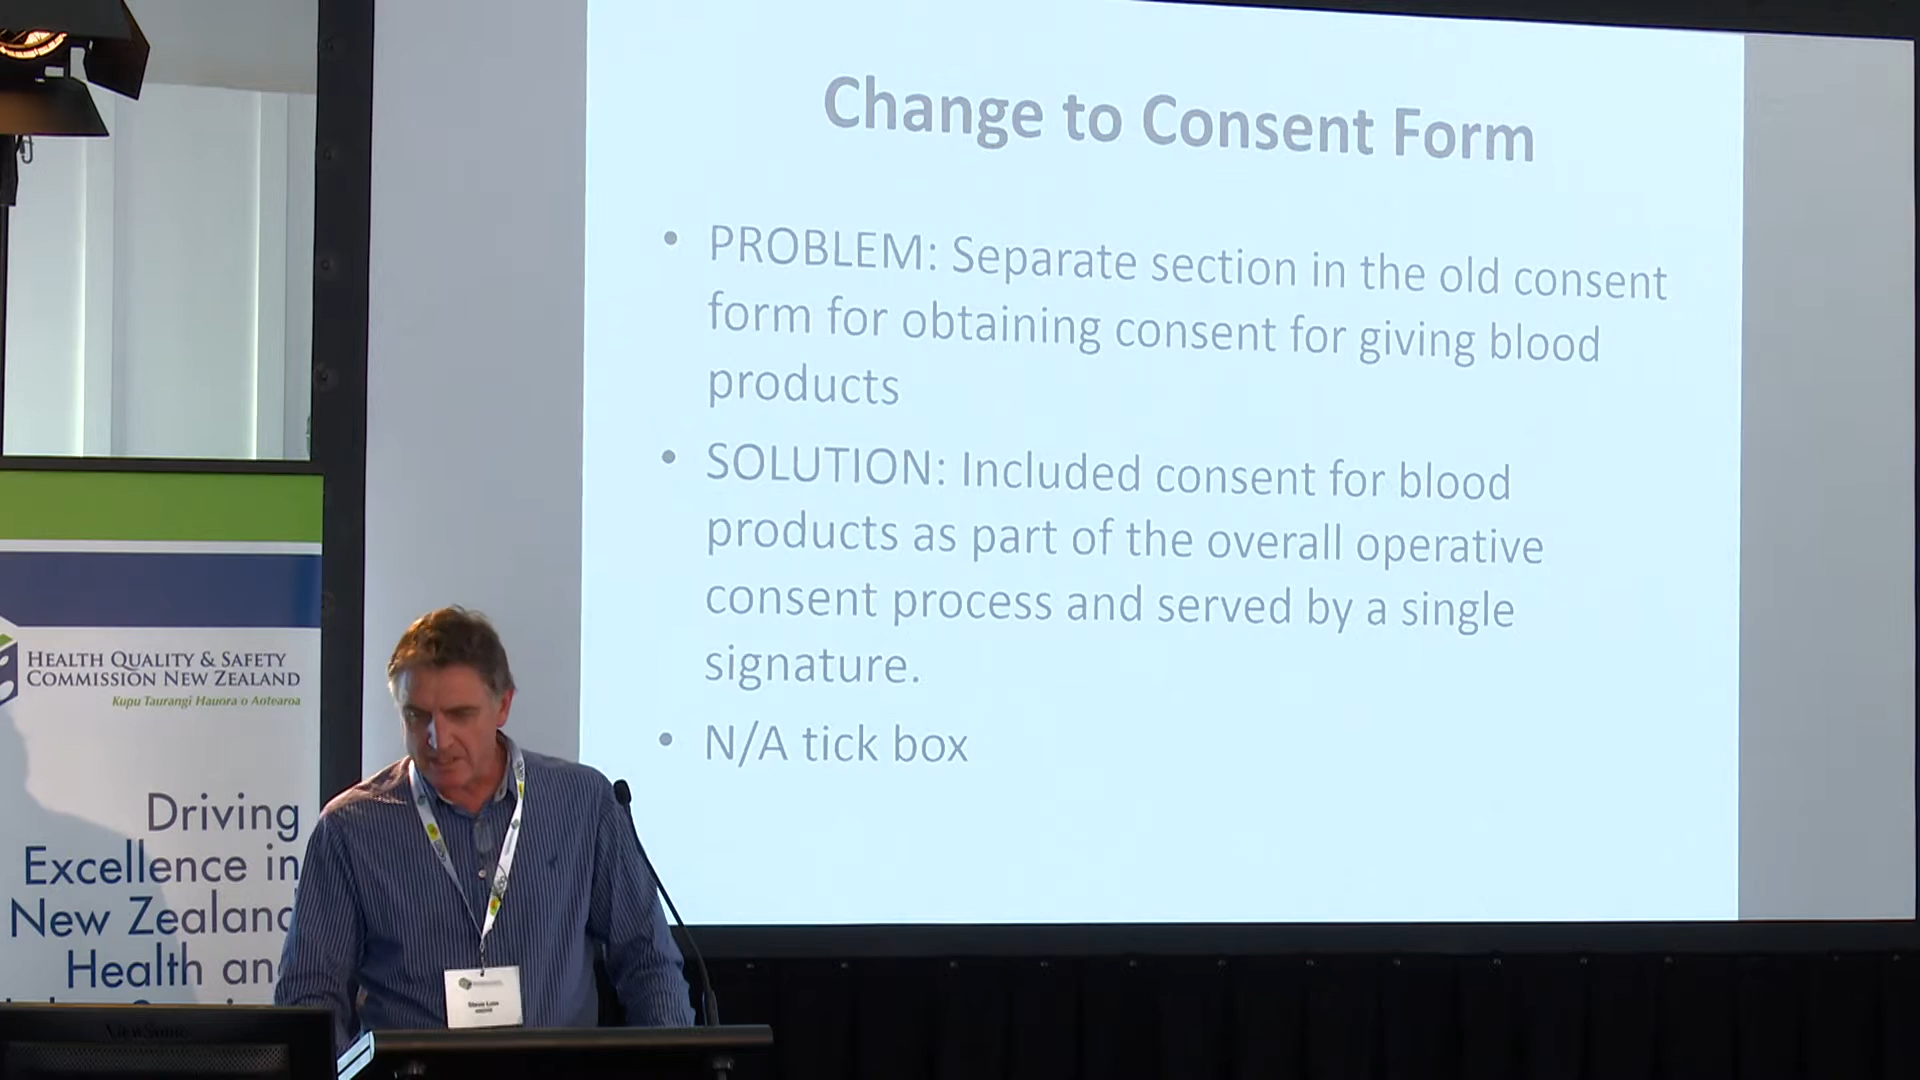 Change to Consent Form
• PROBLEM: Separate section in the old consent
form for obtaining consent for giving blood
products
• SOLUTION: Included consent for blood
products as part of the overall operative
consent process and served by a single
signature.
• N/A tick box
HEALTH QUALITY & SAFETY
COMMISSION NEW ZEALAND
Kupu Taurangi Hauora o Aotearoa
Driving
Excellence in
New Zealand
Health an
ViewSonic